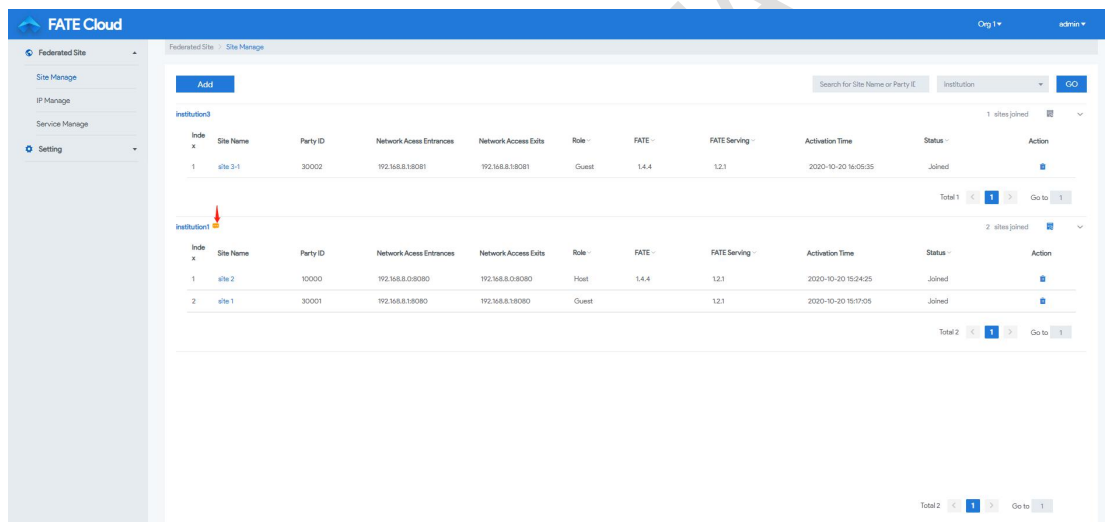 FATE Cloud
Org 1 admin
Federated Site
Site Manage
IP Manage
Service Manage
Setting
Federated Site > Site Manage
Add
Search for Site Name or Party ID
Institution
GO
institution3
1 sites joined
Index Site Name Party ID Network Acess Entrances Network Access Exits Role FATE FATE Serving Activation Time Status Action
1 site 3-1 30002 192.168.8.1:8081 192.168.8.1:8081 Guest 1.4.4 1.2.1 2020-10-20 16:05:35 Joined
Total 1 < 1 > Go to 1
institution1
2 sites joined
Index Site Name Party ID Network Acess Entrances Network Access Exits Role FATE FATE Serving Activation Time Status Action
1 site 2 10000 192.168.8.0:8080 192.168.8.0:8080 Host 1.4.4 1.2.1 2020-10-20 15:24:25 Joined
2 site 1 30001 192.168.8.1:8080 192.168.8.1:8080 Guest 1.2.1 2020-10-20 15:17:05 Joined
Total 2 < 1 > Go to 1
Total 2 < 1 > Go to 1